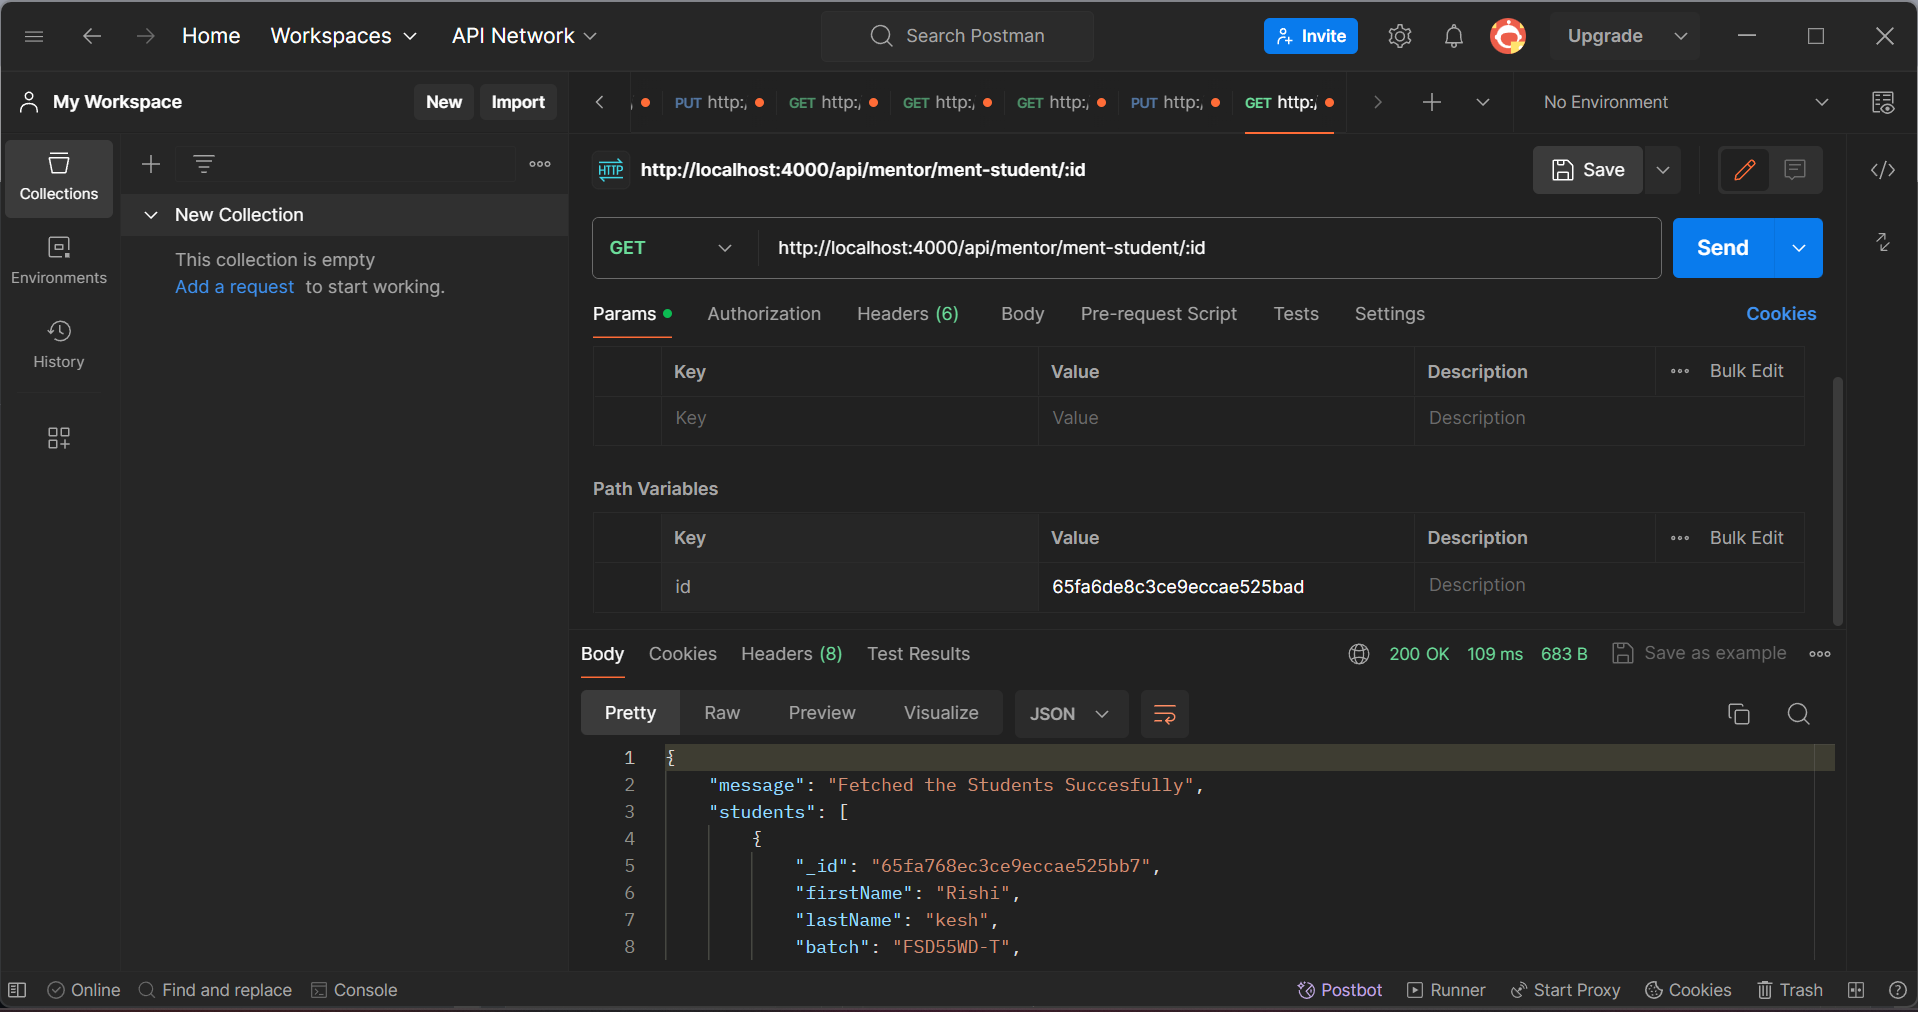 Home Workspaces API Network Search Postman Invite Upgrade
My Workspace New Import PUT http:/ GET http:/ GET http:/ GET http:/ PUT http:/ GET http:/ No Environment
Collections
Environments
History
New Collection
This collection is empty
Add a request to start working.
HTTP http://localhost:4000/api/mentor/ment-student/:id Save
GET http://localhost:4000/api/mentor/ment-student/:id Send
Params Authorization Headers (6) Body Pre-request Script Tests Settings Cookies
Key Value Description Bulk Edit
Key Value Description
Path Variables
Key Value Description Bulk Edit
id 65fa6de8c3ce9eccae525bad Description
Body Cookies Headers (8) Test Results 200 OK 109 ms 683 B Save as example
Pretty Raw Preview Visualize JSON
1 {
2 "message": "Fetched the Students Succesfully",
3 "students": [
4 {
5 "_id": "65fa768ec3ce9eccae525bb7",
6 "firstName": "Rishi",
7 "lastName": "kesh",
8 "batch": "FSD55WD-T",
Online Find and replace Console Postbot Runner Start Proxy Cookies Trash